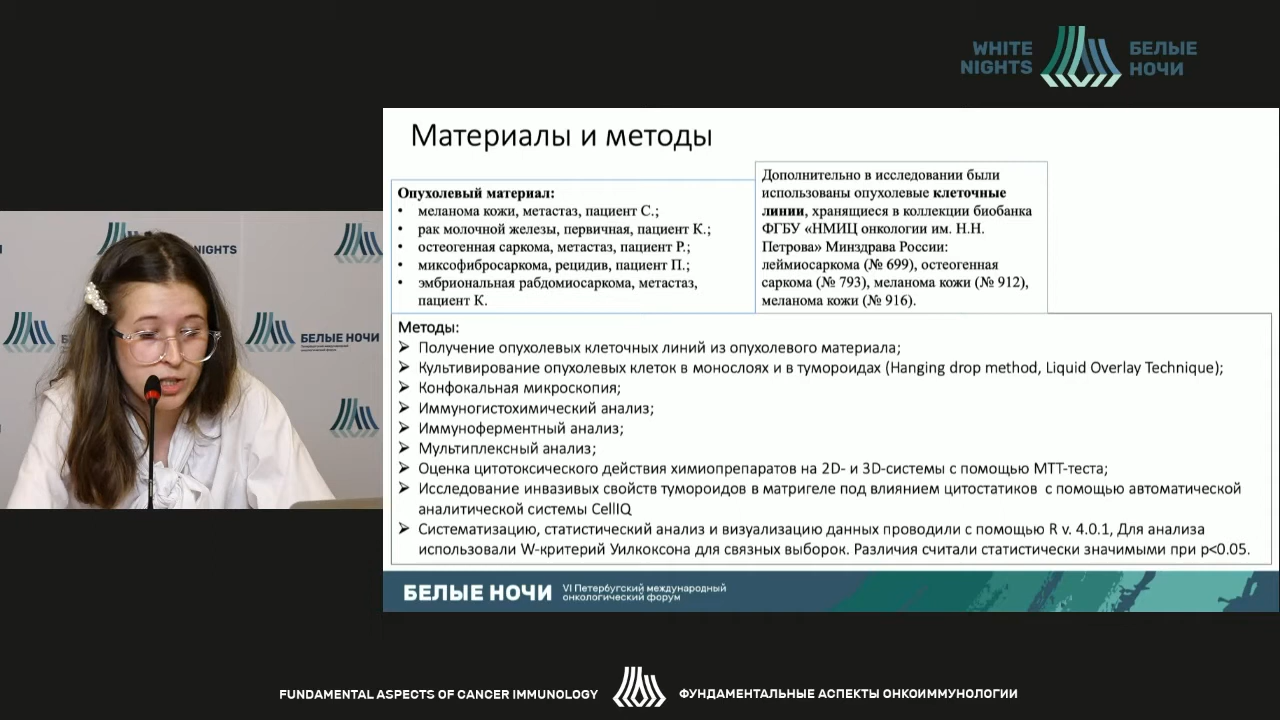 WHITE
NIGHTS
БЕЛЫЕ
НОЧИ
Материалы и методы
Опухолевый материал:
• меланома кожи, метастаз, пациент С.;
• рак молочной железы, первичная, пациент К.;
• остеогенная саркома, метастаз, пациент Р.;
• миксофибросаркома, рецидив, пациент П.;
• эмбриональная рабдомиосаркома, метастаз,
пациент К.
Дополнительно в исследовании были
использованы опухолевые клеточные
линии, хранящиеся в коллекции биобанка
ФГБУ «НМИЦ онкологии им. Н.Н.
Петрова» Минздрава России:
леймиосаркома (№ 699), остеогенная
саркома (№ 793), меланома кожи (№ 912),
меланома кожи (№ 916).
Методы:
➢ Получение опухолевых клеточных линий из опухолевого материала;
➢ Культивирование опухолевых клеток в монослоях и в тумороидах (Hanging drop method, Liquid Overlay Technique);
➢ Конфокальная микроскопия;
➢ Иммуногистохимический анализ;
➢ Иммуноферментный анализ;
➢ Мультиплексный анализ;
➢ Оценка цитотоксического действия химиопрепаратов на 2D- и 3D-системы с помощью МТТ-теста;
➢ Исследование инвазивых свойств тумороидов в матригеле под влиянием цитостатиков с помощью автоматической
аналитической системы CellIQ
➢ Систематизацию, статистический анализ и визуализацию данных проводили с помощью R v. 4.0.1, Для анализа
использовали W-критерий Уилкоксона для связных выборок. Различия считали статистически значимыми при p<0.05.
NIGHTS
БЕЛЫЕ НОЧИ
БЕЛЫЕ НОЧИ
VI Петербугский международный
онкологический форум
FUNDAMENTAL ASPECTS OF CANCER IMMUNOLOGY
ФУНДАМЕНТАЛЬНЫЕ АСПЕКТЫ ОНКОИММУНОЛОГИИ